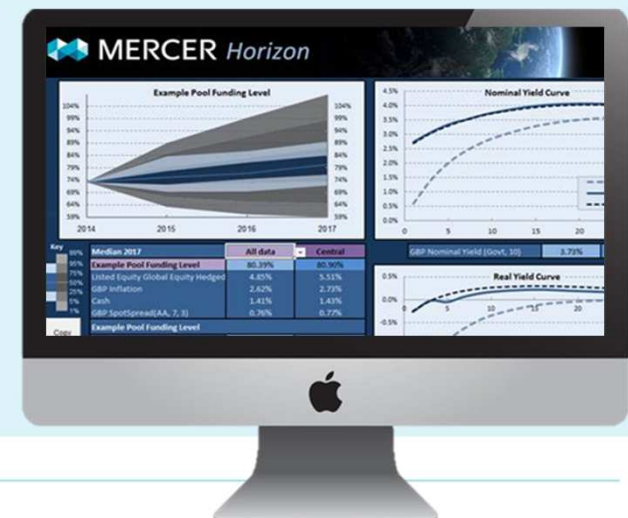 MERCER Horizon
Example Pool Funding Level
104%
99%
94%
89%
84%
79%
74%
69%
64%
59%
104%
99%
94%
89%
84%
79%
74%
69%
64%
59%
2014 2015 2016 2017
Nominal Yield Curve
4.5%
4.0%
3.5%
3.0%
2.5%
2.0%
1.5%
1.0%
0.5%
0.0%
0 5 10 15 20
Key
99%
95%
75%
50%
25%
5%
1%
Copy
Median 2017 All data Central
Example Pool Funding Level 80.39% 80.90%
Listed Equity Global Equity Hedged 4.85% 5.51%
GBP Inflation 2.62% 2.73%
Cash 1.41% 1.43%
GBP SpotSpread(AA, 7, 3) 0.76% 0.77%
Example Pool Funding Level
GBP Nominal Yield (Govt, 10) 3.73%
Real Yield Curve
0.5%
0.0%
-0.5%
0 5 10 15 20